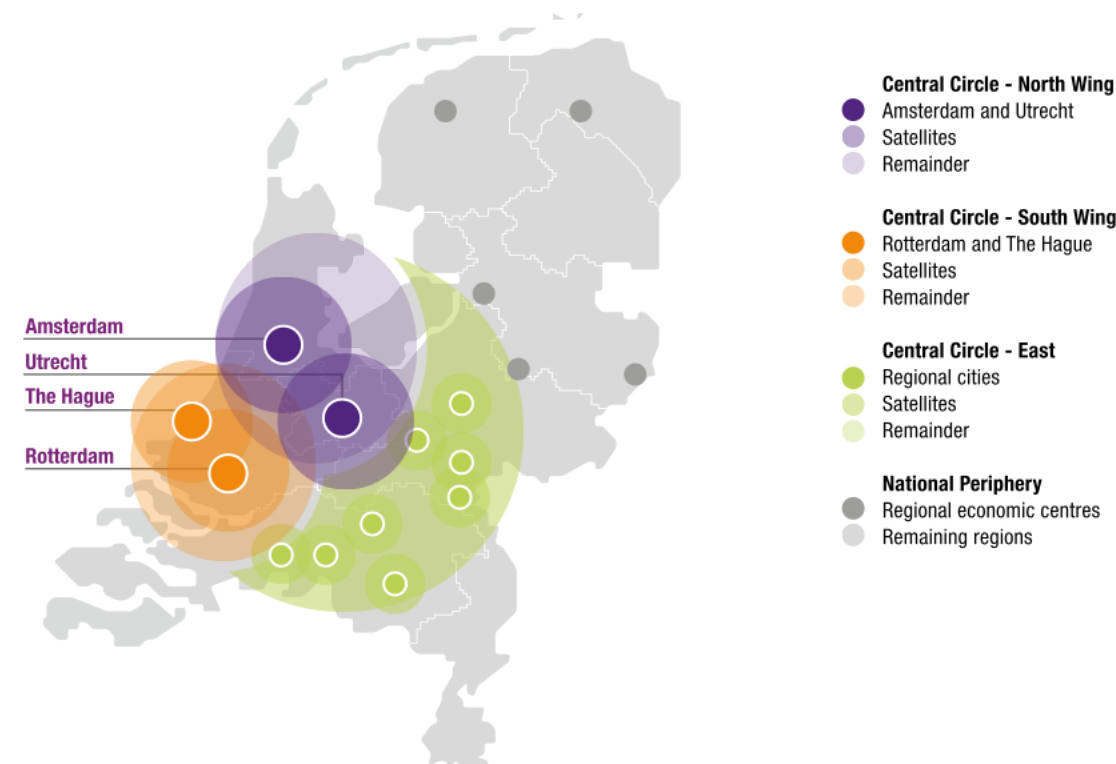 Amsterdam
Utrecht
The Hague
Rotterdam
Central Circle - North Wing
Amsterdam and Utrecht
Satellites
Remainder
Central Circle - South Wing
Rotterdam and The Hague
Satellites
Remainder
Central Circle - East
Regional cities
Satellites
Remainder
National Periphery
Regional economic centres
Remaining regions